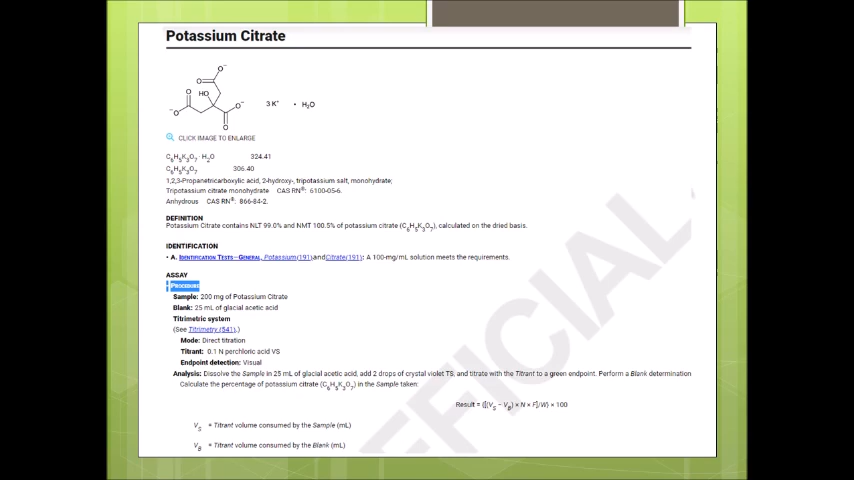 Potassium Citrate
O⁻
O
O
HO
O⁻
⁻O
O
3 K⁺ • H₂O
CLICK IMAGE TO ENLARGE
C₆H₅K₃O₇ · H₂O 324.41
C₆H₅K₃O₇ 306.40
1,2,3-Propanetricarboxylic acid, 2-hydroxy-, tripotassium salt, monohydrate;
Tripotassium citrate monohydrate CAS RN®: 6100-05-6.
Anhydrous CAS RN®: 866-84-2.
DEFINITION
Potassium Citrate contains NLT 99.0% and NMT 100.5% of potassium citrate (C₆H₅K₃O₇), calculated on the dried basis.
IDENTIFICATION
• A. IDENTIFICATION TESTS—GENERAL, Potassium(191)andCitrate(191): A 100-mg/mL solution meets the requirements.
ASSAY
• PROCEDURE
Sample: 200 mg of Potassium Citrate
Blank: 25 mL of glacial acetic acid
Titrimetric system
(See Titrimetry (541).)
Mode: Direct titration
Titrant: 0.1 N perchloric acid VS
Endpoint detection: Visual
Analysis: Dissolve the Sample in 25 mL of glacial acetic acid, add 2 drops of crystal violet TS, and titrate with the Titrant to a green endpoint. Perform a Blank determination
Calculate the percentage of potassium citrate (C₆H₅K₃O₇) in the Sample taken:
Result = {[(V_S − V_B) × N × F]/W} × 100
V_S = Titrant volume consumed by the Sample (mL)
V_B = Titrant volume consumed by the Blank (mL)
EFICIAL